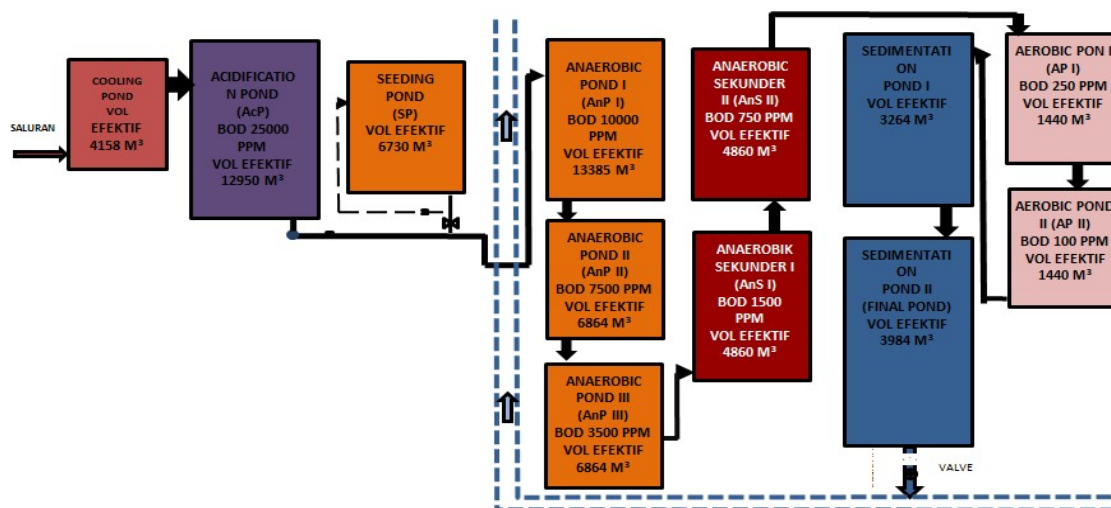 SALURAN
COOLING
POND
VOL
EFEKTIF
4158 M³
ACIDIFICATIO
N POND
(AcP)
BOD 25000
PPM
VOL EFEKTIF
12950 M³
SEEDING
POND
(SP)
VOL EFEKTIF
6730 M³
ANAEROBIC
POND I
(AnP I)
BOD 10000
PPM
VOL EFEKTIF
13385 M³
ANAEROBIC
POND II
(AnP II)
BOD 7500 PPM
VOL EFEKTIF
6864 M³
ANAEROBIC
POND III
(AnP III)
BOD 3500 PPM
VOL EFEKTIF
6864 M³
ANAEROBIC
SEKUNDER
II (AnS II)
BOD 750 PPM
VOL EFEKTIF
4860 M³
ANAEROBIK
SEKUNDER I
(AnS I)
BOD 1500
PPM
VOL EFEKTIF
4860 M³
SEDIMENTATI
ON
POND I
VOL EFEKTIF
3264 M³
SEDIMENTATI
ON
POND II
(FINAL POND)
VOL EFEKTIF
3984 M³
VALVE
AEROBIC PON I
(AP I)
BOD 250 PPM
VOL EFEKTIF
1440 M³
AEROBIC POND
II (AP II)
BOD 100 PPM
VOL EFEKTIF
1440 M³